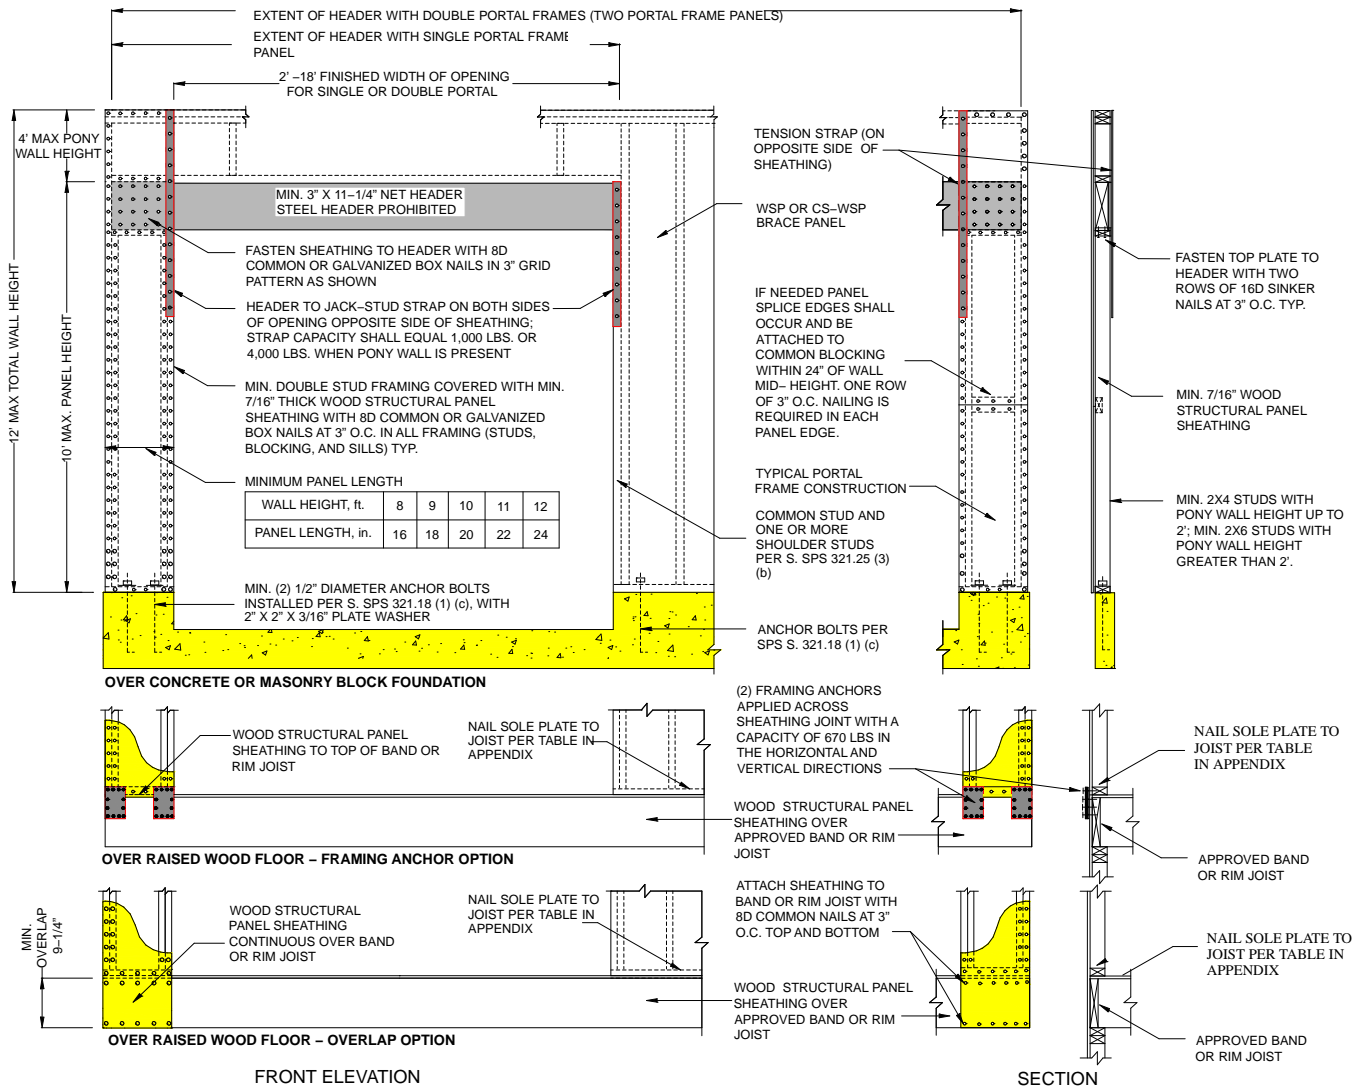 EXTENT OF HEADER WITH DOUBLE PORTAL FRAMES (TWO PORTAL FRAME PANELS)
EXTENT OF HEADER WITH SINGLE PORTAL FRAME
PANEL
2' –18' FINISHED WIDTH OF OPENING
FOR SINGLE OR DOUBLE PORTAL
4' MAX PONY
WALL HEIGHT
12' MAX TOTAL WALL HEIGHT
10' MAX. PANEL HEIGHT
MIN. 3” X 11–1/4” NET HEADER
STEEL HEADER PROHIBITED
FASTEN SHEATHING TO HEADER WITH 8D
COMMON OR GALVANIZED BOX NAILS IN 3” GRID
PATTERN AS SHOWN
HEADER TO JACK–STUD STRAP ON BOTH SIDES
OF OPENING OPPOSITE SIDE OF SHEATHING;
STRAP CAPACITY SHALL EQUAL 1,000 LBS. OR
4,000 LBS. WHEN PONY WALL IS PRESENT
MIN. DOUBLE STUD FRAMING COVERED WITH MIN.
7/16” THICK WOOD STRUCTURAL PANEL
SHEATHING WITH 8D COMMON OR GALVANIZED
BOX NAILS AT 3” O.C. IN ALL FRAMING (STUDS,
BLOCKING, AND SILLS) TYP.
MINIMUM PANEL LENGTH
WALL HEIGHT, ft. 8 9 10 11 12
PANEL LENGTH, in. 16 18 20 22 24
MIN. (2) 1/2” DIAMETER ANCHOR BOLTS
INSTALLED PER S. SPS 321.18 (1) (c), WITH
2” X 2” X 3/16” PLATE WASHER
OVER CONCRETE OR MASONRY BLOCK FOUNDATION
TENSION STRAP (ON
OPPOSITE SIDE OF
SHEATHING)
WSP OR CS–WSP
BRACE PANEL
IF NEEDED PANEL
SPLICE EDGES SHALL
OCCUR AND BE
ATTACHED TO
COMMON BLOCKING
WITHIN 24” OF WALL
MID– HEIGHT. ONE ROW
OF 3” O.C. NAILING IS
REQUIRED IN EACH
PANEL EDGE.
TYPICAL PORTAL
FRAME CONSTRUCTION
COMMON STUD AND
ONE OR MORE
SHOULDER STUDS
PER S. SPS 321.25 (3)
(b)
ANCHOR BOLTS PER
SPS S. 321.18 (1) (c)
FASTEN TOP PLATE TO
HEADER WITH TWO
ROWS OF 16D SINKER
NAILS AT 3” O.C. TYP.
MIN. 7/16” WOOD
STRUCTURAL PANEL
SHEATHING
MIN. 2X4 STUDS WITH
PONY WALL HEIGHT UP TO
2'; MIN. 2X6 STUDS WITH
PONY WALL HEIGHT
GREATER THAN 2'.
WOOD STRUCTURAL PANEL
SHEATHING TO TOP OF BAND OR
RIM JOIST
NAIL SOLE PLATE TO
JOIST PER TABLE IN
APPENDIX
(2) FRAMING ANCHORS
APPLIED ACROSS
SHEATHING JOINT WITH A
CAPACITY OF 670 LBS IN
THE HORIZONTAL AND
VERTICAL DIRECTIONS
WOOD STRUCTURAL PANEL
SHEATHING OVER
APPROVED BAND OR RIM
JOIST
NAIL SOLE PLATE TO
JOIST PER TABLE
IN APPENDIX
APPROVED BAND
OR RIM JOIST
OVER RAISED WOOD FLOOR – FRAMING ANCHOR OPTION
MIN.
OVERLAP
9–1/4”
WOOD STRUCTURAL
PANEL SHEATHING
CONTINUOUS OVER BAND
OR RIM JOIST
NAIL SOLE PLATE TO
JOIST PER TABLE IN
APPENDIX
ATTACH SHEATHING TO
BAND OR RIM JOIST WITH
8D COMMON NAILS AT 3”
O.C. TOP AND BOTTOM
WOOD STRUCTURAL PANEL
SHEATHING OVER
APPROVED BAND OR RIM
JOIST
NAIL SOLE PLATE TO
JOIST PER TABLE IN
APPENDIX
APPROVED BAND
OR RIM JOIST
OVER RAISED WOOD FLOOR – OVERLAP OPTION
FRONT ELEVATION
SECTION